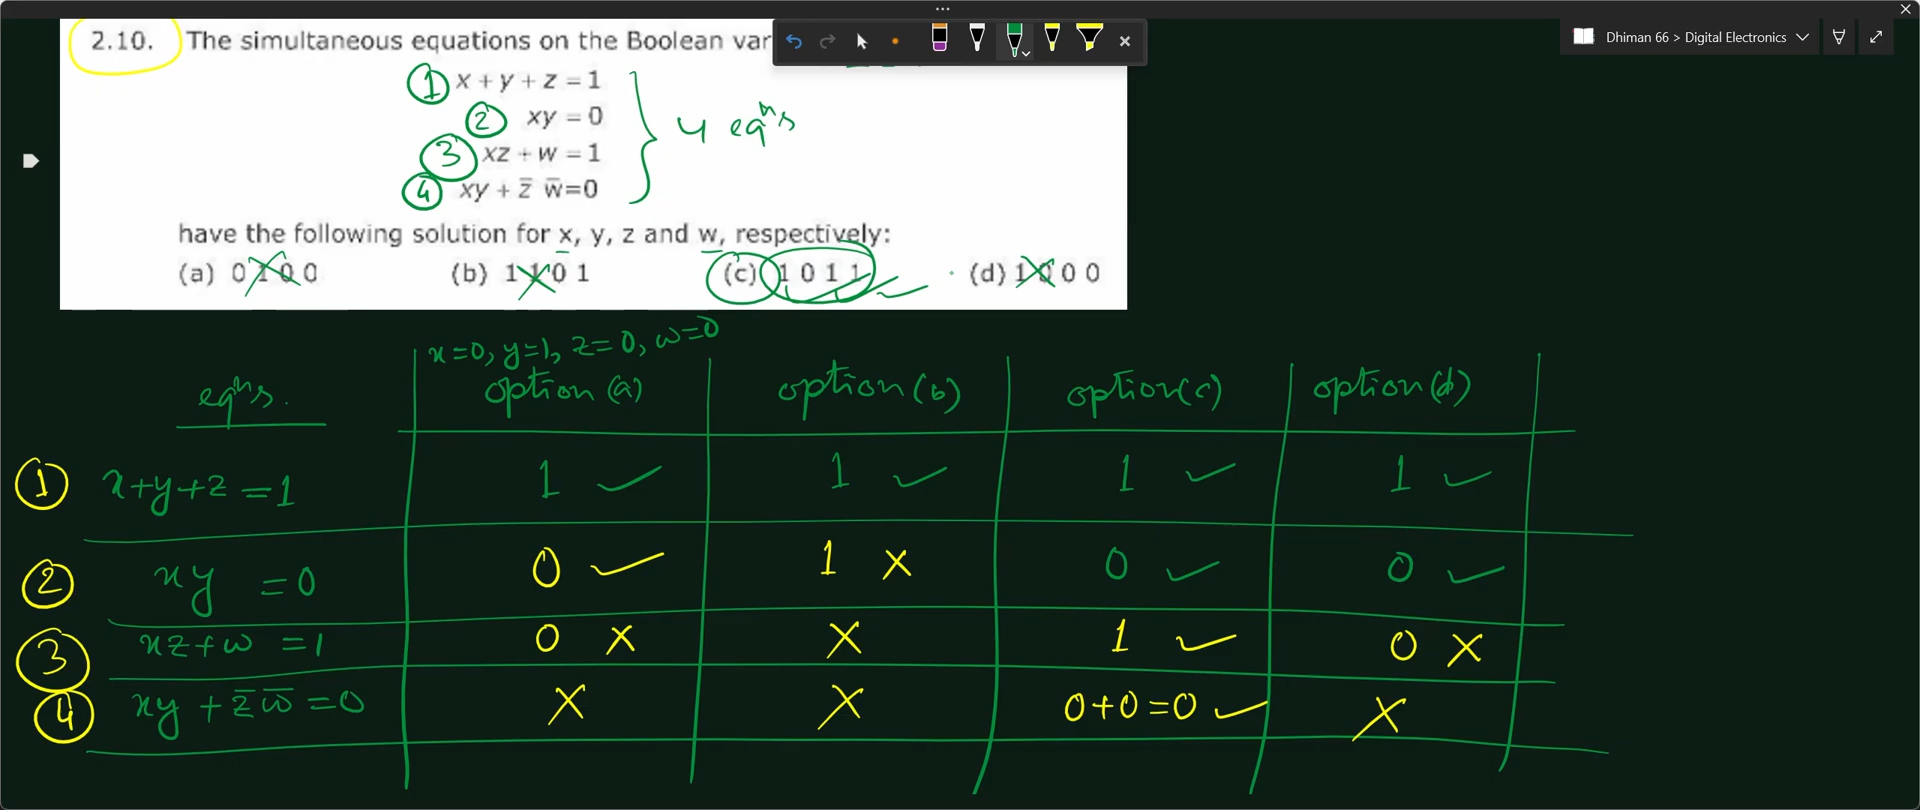 Dhiman 66 > Digital Electronics
2.10. The simultaneous equations on the Boolean var
① x + y + z = 1
② xy = 0
③ xz + w = 1
④ xy + z̅ w̅=0
4 eqⁿs
have the following solution for x, y, z and w, respectively:
(a) 0 1 0 0 (b) 1 1 0 1 (c) 1 0 1 1 (d) 1 0 0 0
x=0, y=1, z=0, w=0
eqⁿs. option (a) option (b) option (c) option (d)
① x+y+z =1 1 ✓ 1 ✓ 1 ✓ 1 ✓
② xy =0 0 ✓ 1 × 0 ✓ 0 ✓
③ xz+w =1 0 × × 1 ✓ 0 ×
④ xy + z̅ w̅ =0 × × 0+0=0 ✓ ×